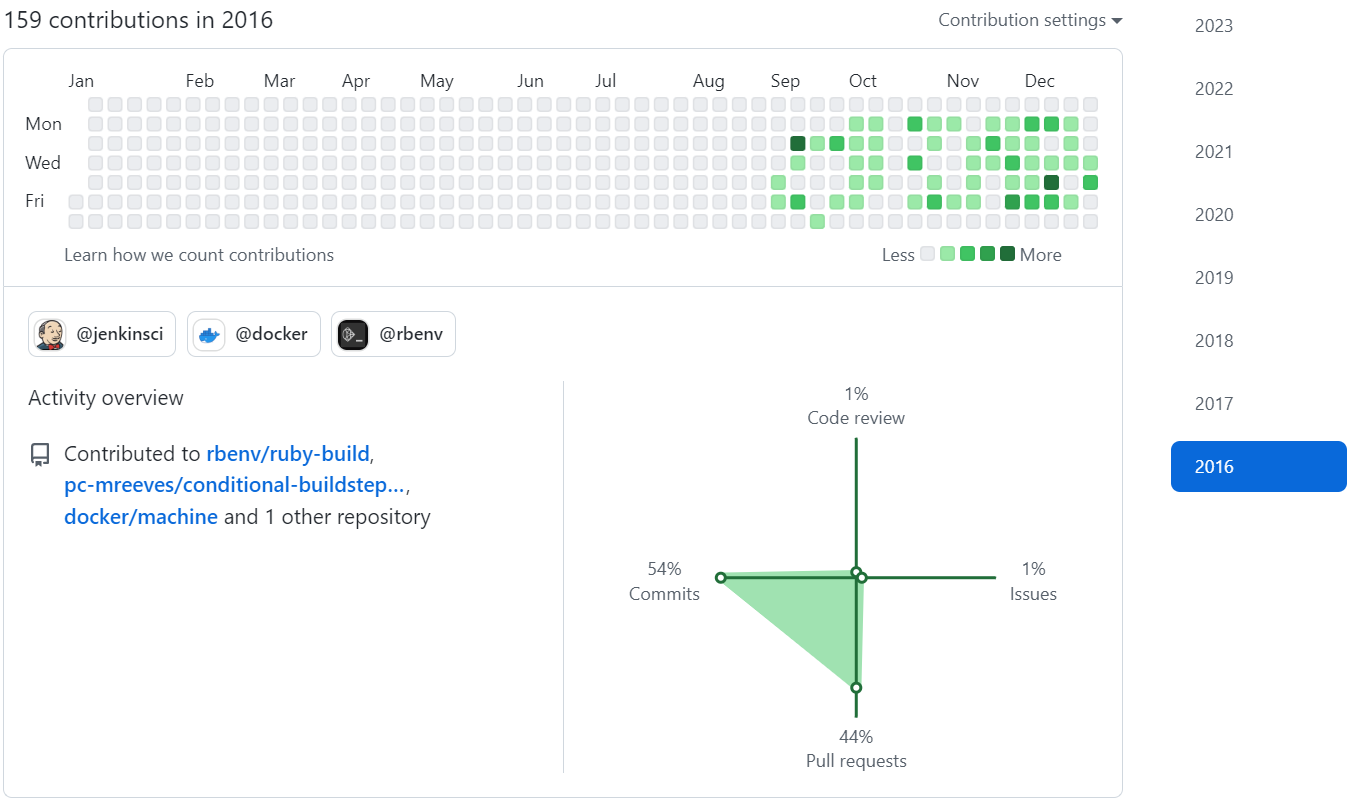 159 contributions in 2016
Contribution settings
Jan Feb Mar Apr May Jun Jul Aug Sep Oct Nov Dec
Mon
Wed
Fri
Learn how we count contributions
Less More
@jenkinsci @docker @rbenv
Activity overview
Contributed to rbenv/ruby-build,
pc-mreeves/conditional-buildstep…,
docker/machine and 1 other repository
1%
Code review
54%
Commits
1%
Issues
44%
Pull requests
2023
2022
2021
2020
2019
2018
2017
2016